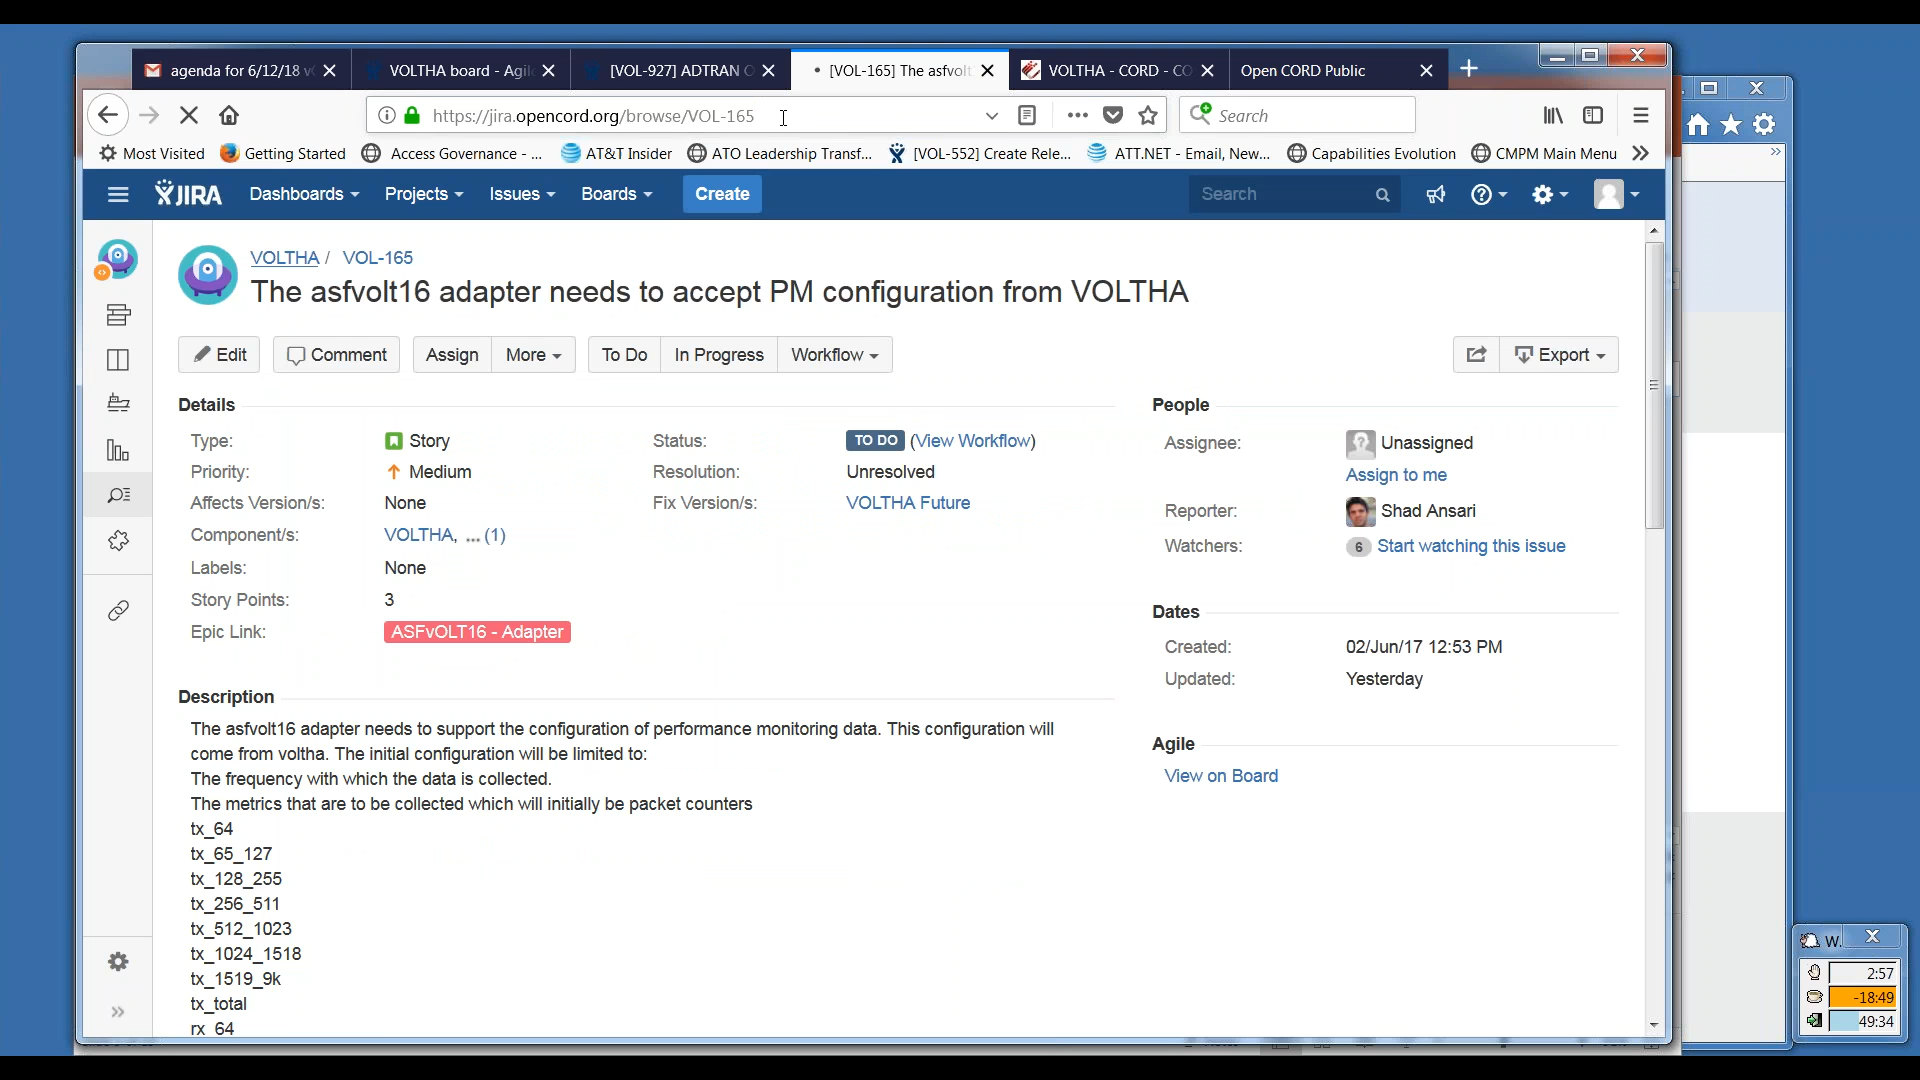 agenda for 6/12/18 v
VOLTHA board - Agil
[VOL-927] ADTRAN O
[VOL-165] The asfvolt
VOLTHA - CORD - CO
Open CORD Public
https://jira.opencord.org/browse/VOL-165
Search
Most Visited
Getting Started
Access Governance - ...
AT&T Insider
ATO Leadership Transf...
[VOL-552] Create Rele...
ATT.NET - Email, New...
Capabilities Evolution
CMPM Main Menu
JIRA
Dashboards
Projects
Issues
Boards
Create
Search
VOLTHA / VOL-165
The asfvolt16 adapter needs to accept PM configuration from VOLTHA
Edit
Comment
Assign
More
To Do
In Progress
Workflow
Export
Details
Type: Story
Status: TO DO (View Workflow)
Priority: Medium
Resolution: Unresolved
Affects Version/s: None
Fix Version/s: VOLTHA Future
Component/s: VOLTHA, ... (1)
Labels: None
Story Points: 3
Epic Link: ASFvOLT16 - Adapter
People
Assignee: Unassigned
Assign to me
Reporter: Shad Ansari
Watchers: 6 Start watching this issue
Dates
Created: 02/Jun/17 12:53 PM
Updated: Yesterday
Agile
View on Board
Description
The asfvolt16 adapter needs to support the configuration of performance monitoring data. This configuration will
come from voltha. The initial configuration will be limited to:
The frequency with which the data is collected.
The metrics that are to be collected which will initially be packet counters
tx_64
tx_65_127
tx_128_255
tx_256_511
tx_512_1023
tx_1024_1518
tx_1519_9k
tx_total
rx_64
W.
2:57
-18:49
49:34